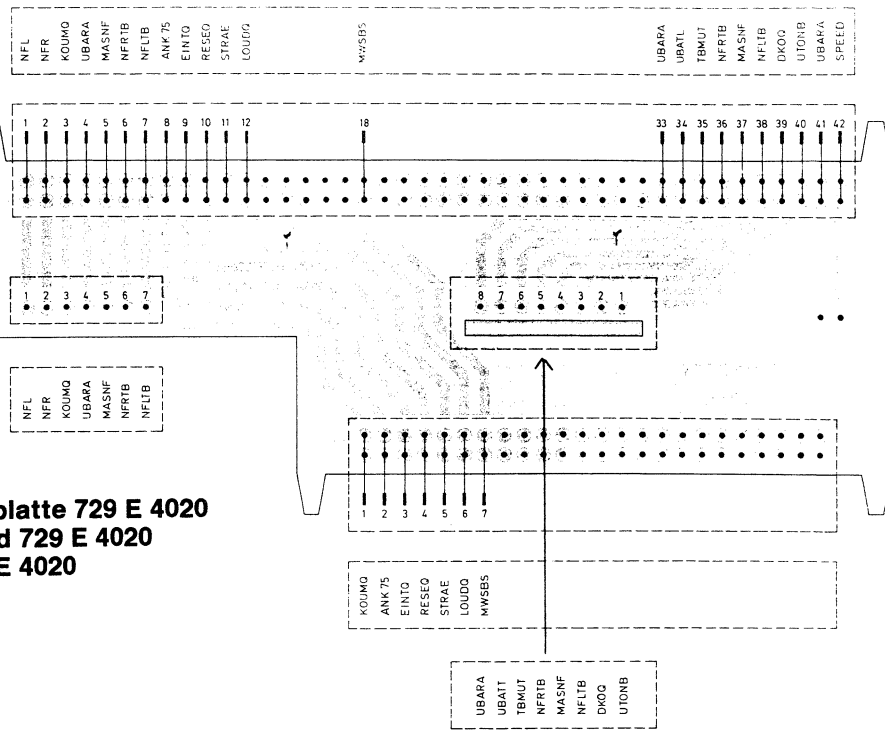 NFL
NFR
KOUMQ
UBARA
MASNF
NFRTB
NFLTB
ANK 75
EINTQ
RESEQ
STRAE
LOUDQ
MWSBS
UBARA
UBATL
TBMUT
NFRTB
MASNF
NFLTB
DKOQ
UTONB
UBARA
SPEED
1 2 3 4 5 6 7 8 9 10 11 12 18 33 34 35 36 37 38 39 40 41 42
1 2 3 4 5 6 7
8 7 6 5 4 3 2 1
NFL
NFR
KOUMQ
UBARA
MASNF
NFRTB
NFLTB
platte 729 E 4020
d 729 E 4020
E 4020
1 2 3 4 5 6 7
KOUMQ
ANK 75
EINTQ
RESEQ
STRAE
LOUDQ
MWSBS
UBARA
UBATT
TBMUT
NFRTB
MASNF
NFLTB
DKOQ
UTONB